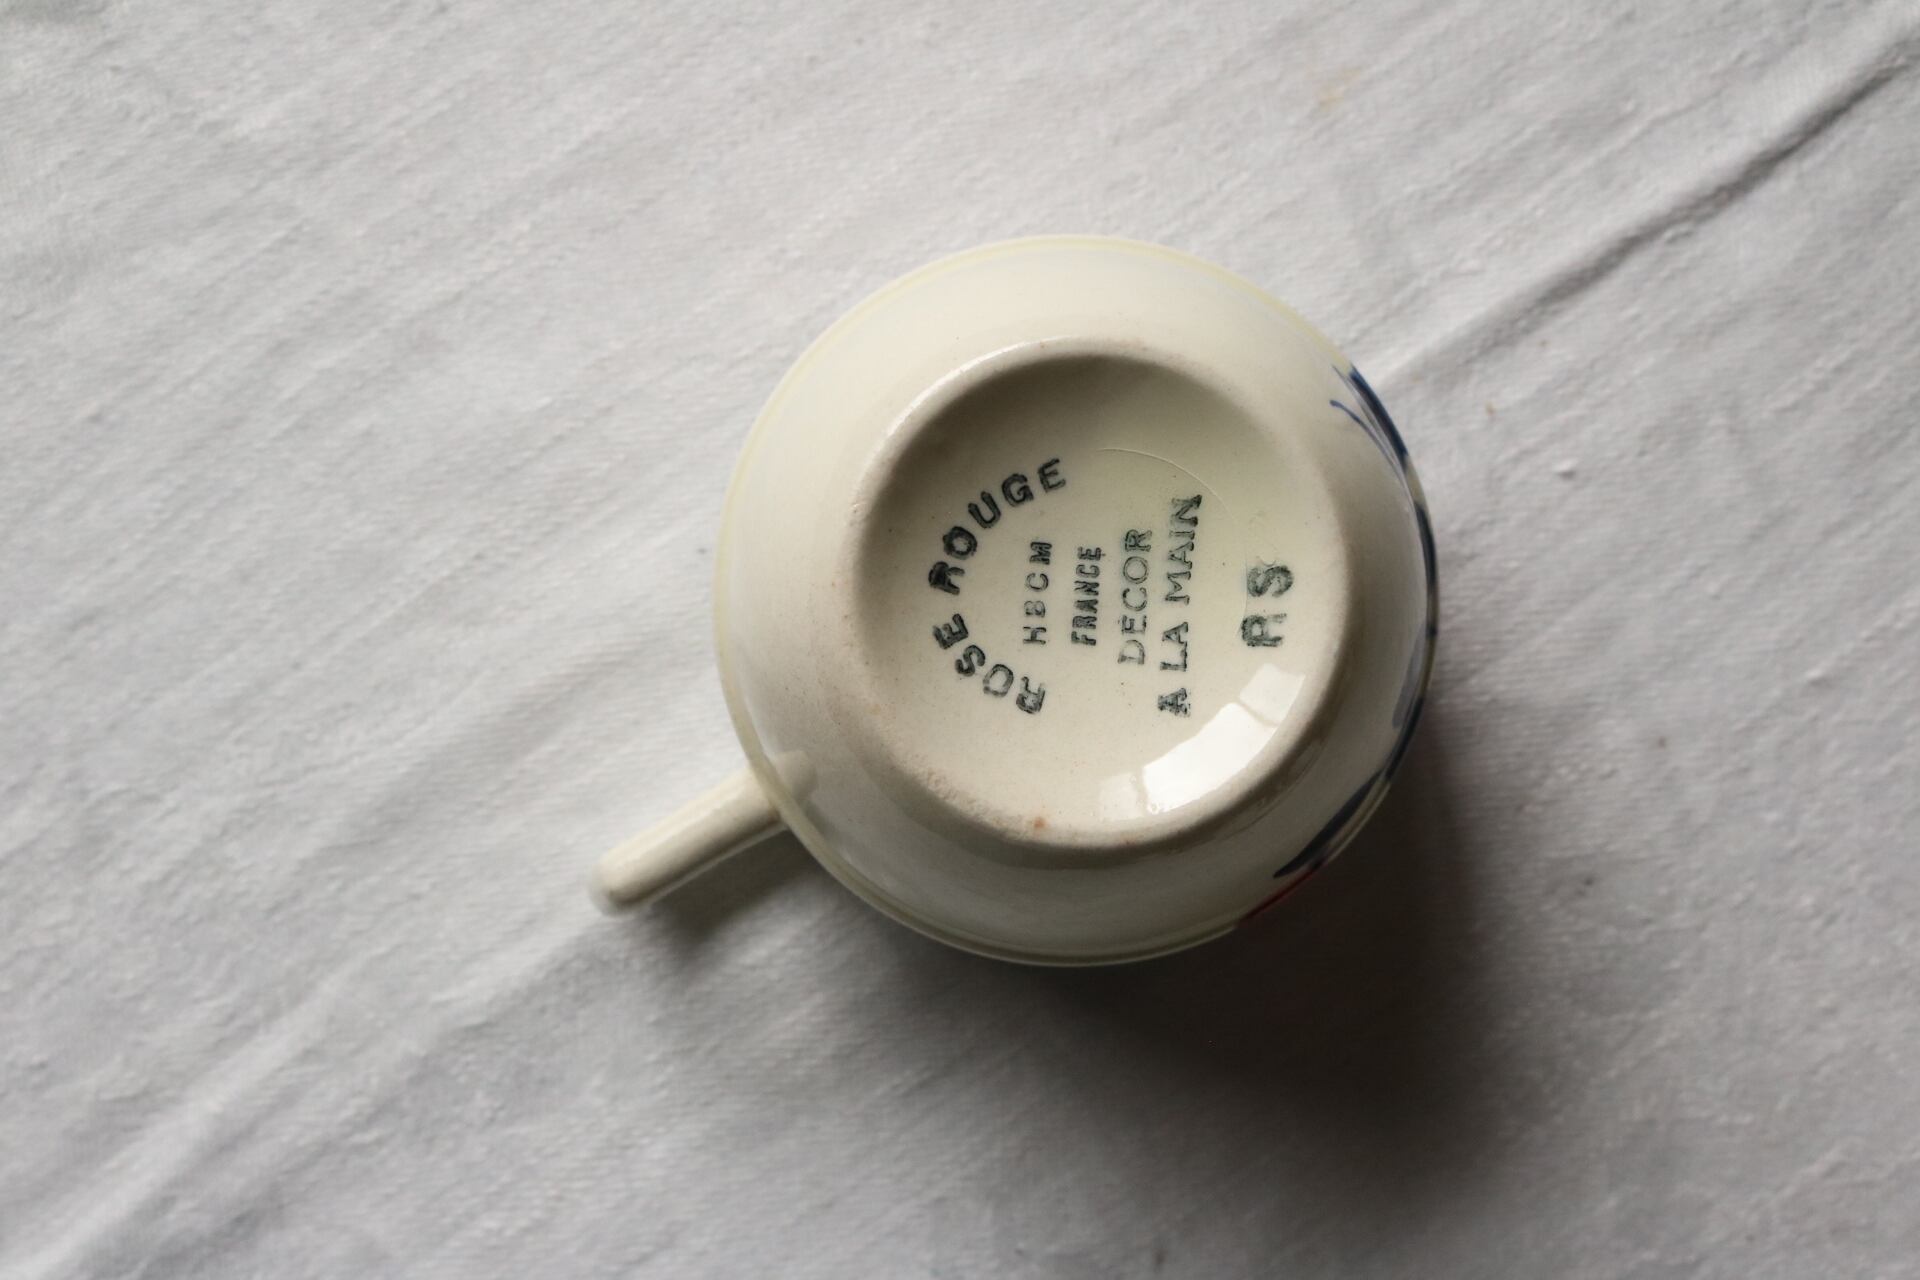 ROSE ROUGE
HBCM
FRANCE
DÉCOR
A LA MAIN
RS